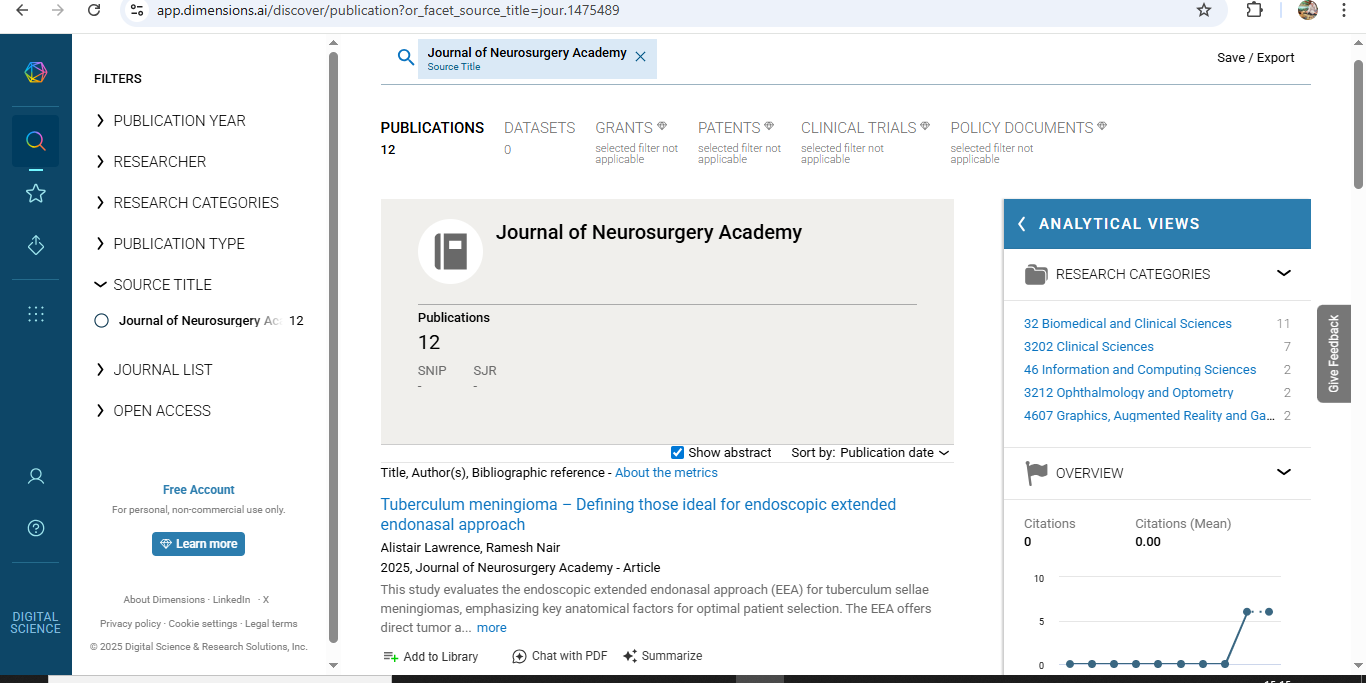 app.dimensions.ai/discover/publication?or_facet_source_title=jour.1475489
FILTERS
PUBLICATION YEAR
RESEARCHER
RESEARCH CATEGORIES
PUBLICATION TYPE
SOURCE TITLE
Journal of Neurosurgery Ac 12
JOURNAL LIST
OPEN ACCESS
Free Account
For personal, non-commercial use only.
Learn more
About Dimensions · LinkedIn · X
Privacy policy · Cookie settings · Legal terms
© 2025 Digital Science & Research Solutions, Inc.
DIGITAL
SCIENCE
Journal of Neurosurgery Academy
Source Title
Save / Export
PUBLICATIONS
12
DATASETS
0
GRANTS
selected filter not
applicable
PATENTS
selected filter not
applicable
CLINICAL TRIALS
selected filter not
applicable
POLICY DOCUMENTS
selected filter not
applicable
Journal of Neurosurgery Academy
Publications
12
SNIP SJR
- -
Show abstract Sort by: Publication date
Title, Author(s), Bibliographic reference - About the metrics
Tuberculum meningioma – Defining those ideal for endoscopic extended
endonasal approach
Alistair Lawrence, Ramesh Nair
2025, Journal of Neurosurgery Academy - Article
This study evaluates the endoscopic extended endonasal approach (EEA) for tuberculum sellae
meningiomas, emphasizing key anatomical factors for optimal patient selection. The EEA offers
direct tumor a... more
Add to Library Chat with PDF Summarize
ANALYTICAL VIEWS
RESEARCH CATEGORIES
32 Biomedical and Clinical Sciences 11
3202 Clinical Sciences 7
46 Information and Computing Sciences 2
3212 Ophthalmology and Optometry 2
4607 Graphics, Augmented Reality and Ga... 2
OVERVIEW
Citations Citations (Mean)
0 0.00
10
5
0
Give Feedback